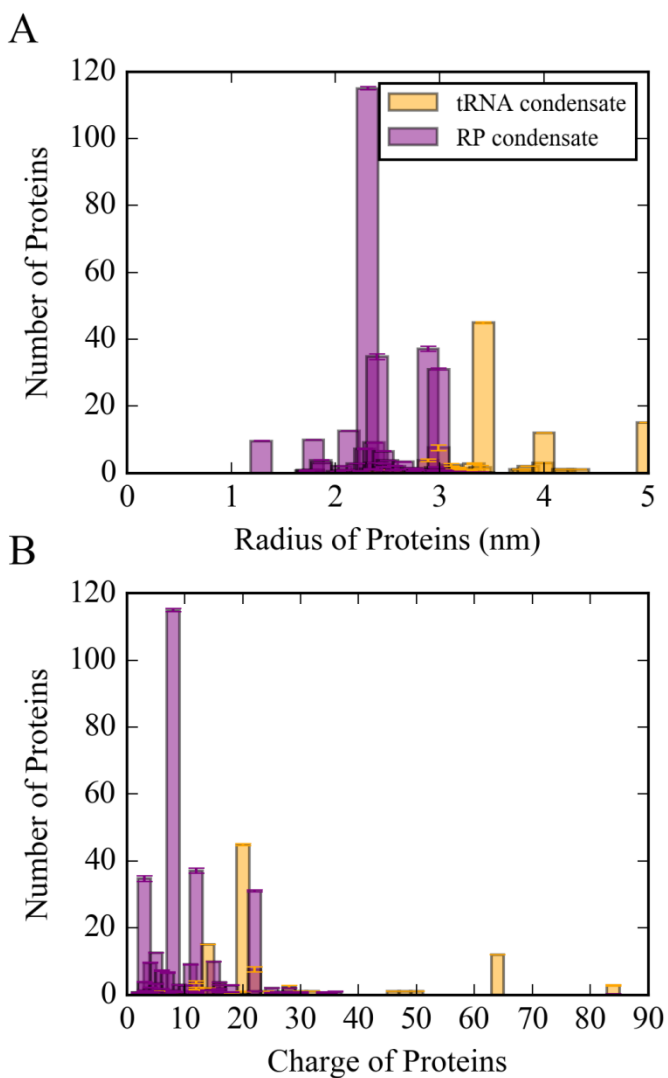 A
120
100
80
60
40
20
0
Number of Proteins
tRNA condensate
RP condensate
0 1 2 3 4 5
Radius of Proteins (nm)
B
120
100
80
60
40
20
0
Number of Proteins
0 10 20 30 40 50 60 70 80 90
Charge of Proteins